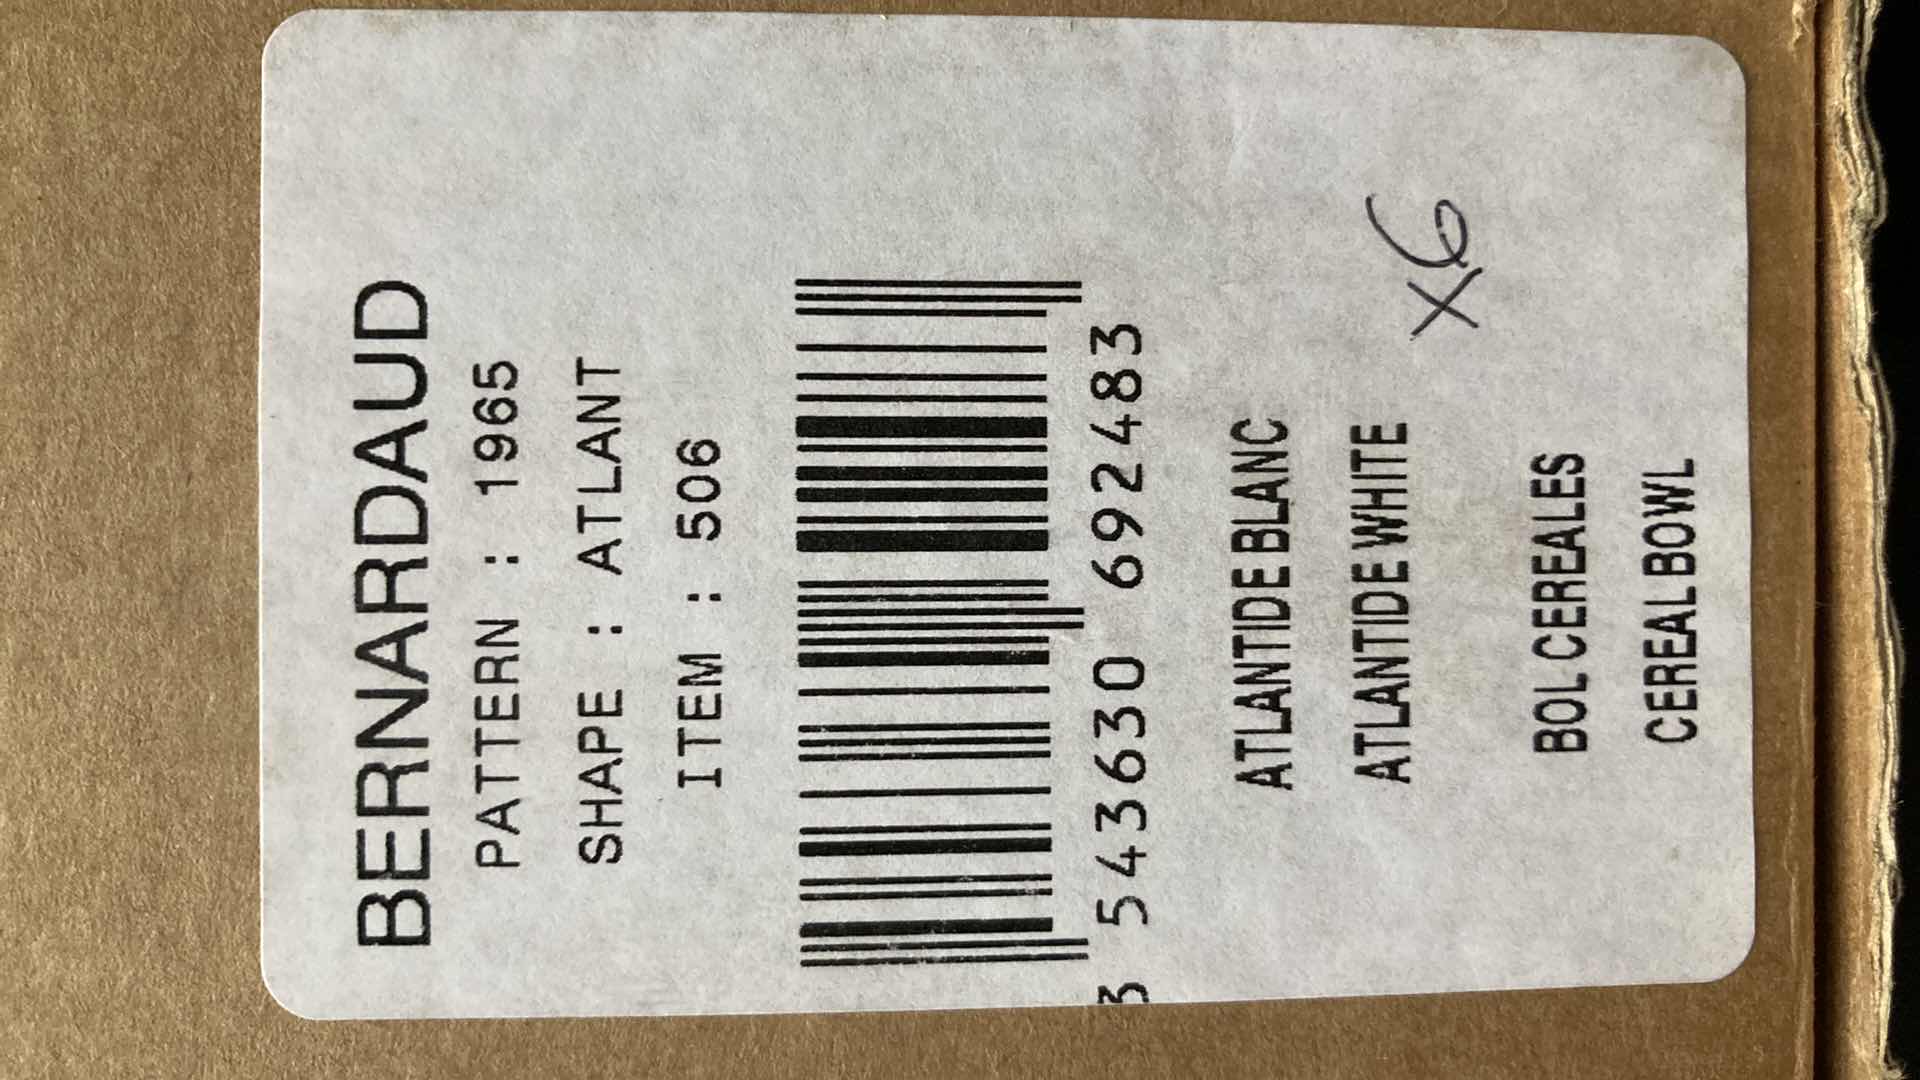 BERNARDAUD
PATTERN : 1965
SHAPE : ATLANT
ITEM : 506
3 543630 692483
ATLANTIDE BLANC
ATLANTIDE WHITE
x6
BOL CEREALES
CEREAL BOWL